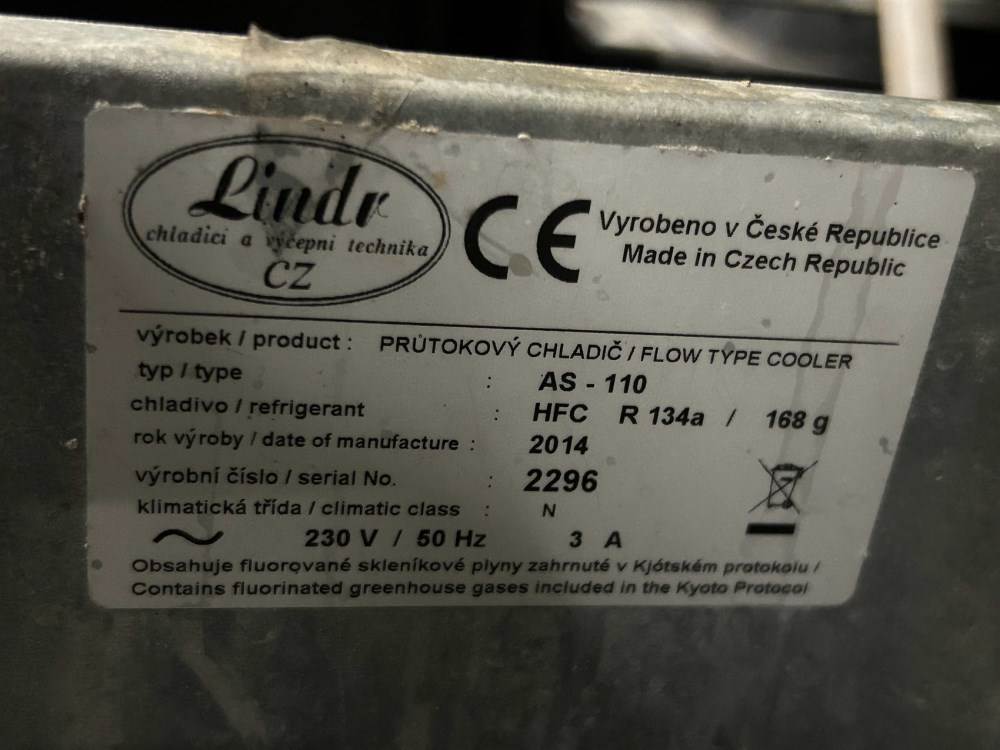 Lindr
chladici a výčepni technika
CZ
CE
Vyrobeno v České Republice
Made in Czech Republic
výrobek / product : PRŮTOKOVÝ CHLADIČ / FLOW TYPE COOLER
typ / type : AS - 110
chladivo / refrigerant : HFC R 134a / 168 g
rok výroby / date of manufacture : 2014
výrobní číslo / serial No. : 2296
klimatická třída / climatic class : N
230 V / 50 Hz 3 A
Obsahuje fluorované skleníkové plyny zahrnuté v Kjótském protokolu /
Contains fluorinated greenhouse gases included in the Kyoto Protocol